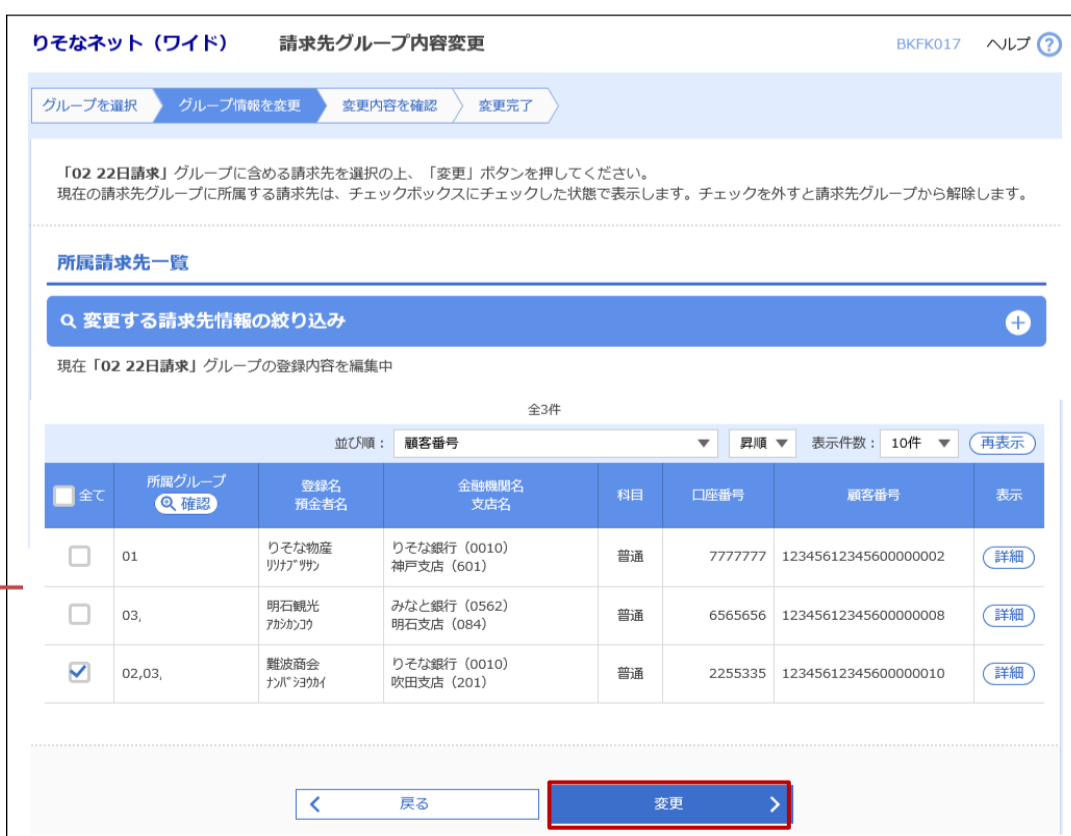 りそなネット（ワイド） 請求先グループ内容変更 BKFK017 ヘルプ ?
グループを選択 グループ情報を変更 変更内容を確認 変更完了
「02 22日請求」グループに含める請求先を選択の上、「変更」ボタンを押してください。
現在の請求先グループに所属する請求先は、チェックボックスにチェックした状態で表示します。チェックを外すと請求先グループから解除します。
所属請求先一覧
変更する請求先情報の絞り込み
現在「02 22日請求」グループの登録内容を編集中
全3件
並び順： 顧客番号 昇順 表示件数： 10件 再表示
全て 所属グループ 確認 登録名 預金者名 金融機関名 支店名 科目 口座番号 顧客番号 表示
01 りそな物産 りそな銀行（0010） 普通 7777777 12345612345600000002 詳細
ﾘｿﾅﾌﾞｯｻﾝ 神戸支店（601）
03, 明石観光 みなと銀行（0562） 普通 6565656 12345612345600000008 詳細
ｱｶｼｶﾝｺｳ 明石支店（084）
02,03, 難波商会 りそな銀行（0010） 普通 2255335 12345612345600000010 詳細
ﾅﾝﾊﾞｼﾖｳｶｲ 吹田支店（201）
戻る 変更